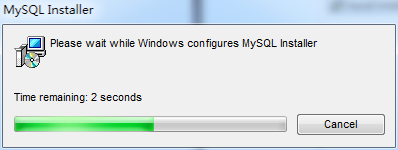 MySQL Installer
Please wait while Windows configures MySQL Installer
Time remaining: 2 seconds
Cancel